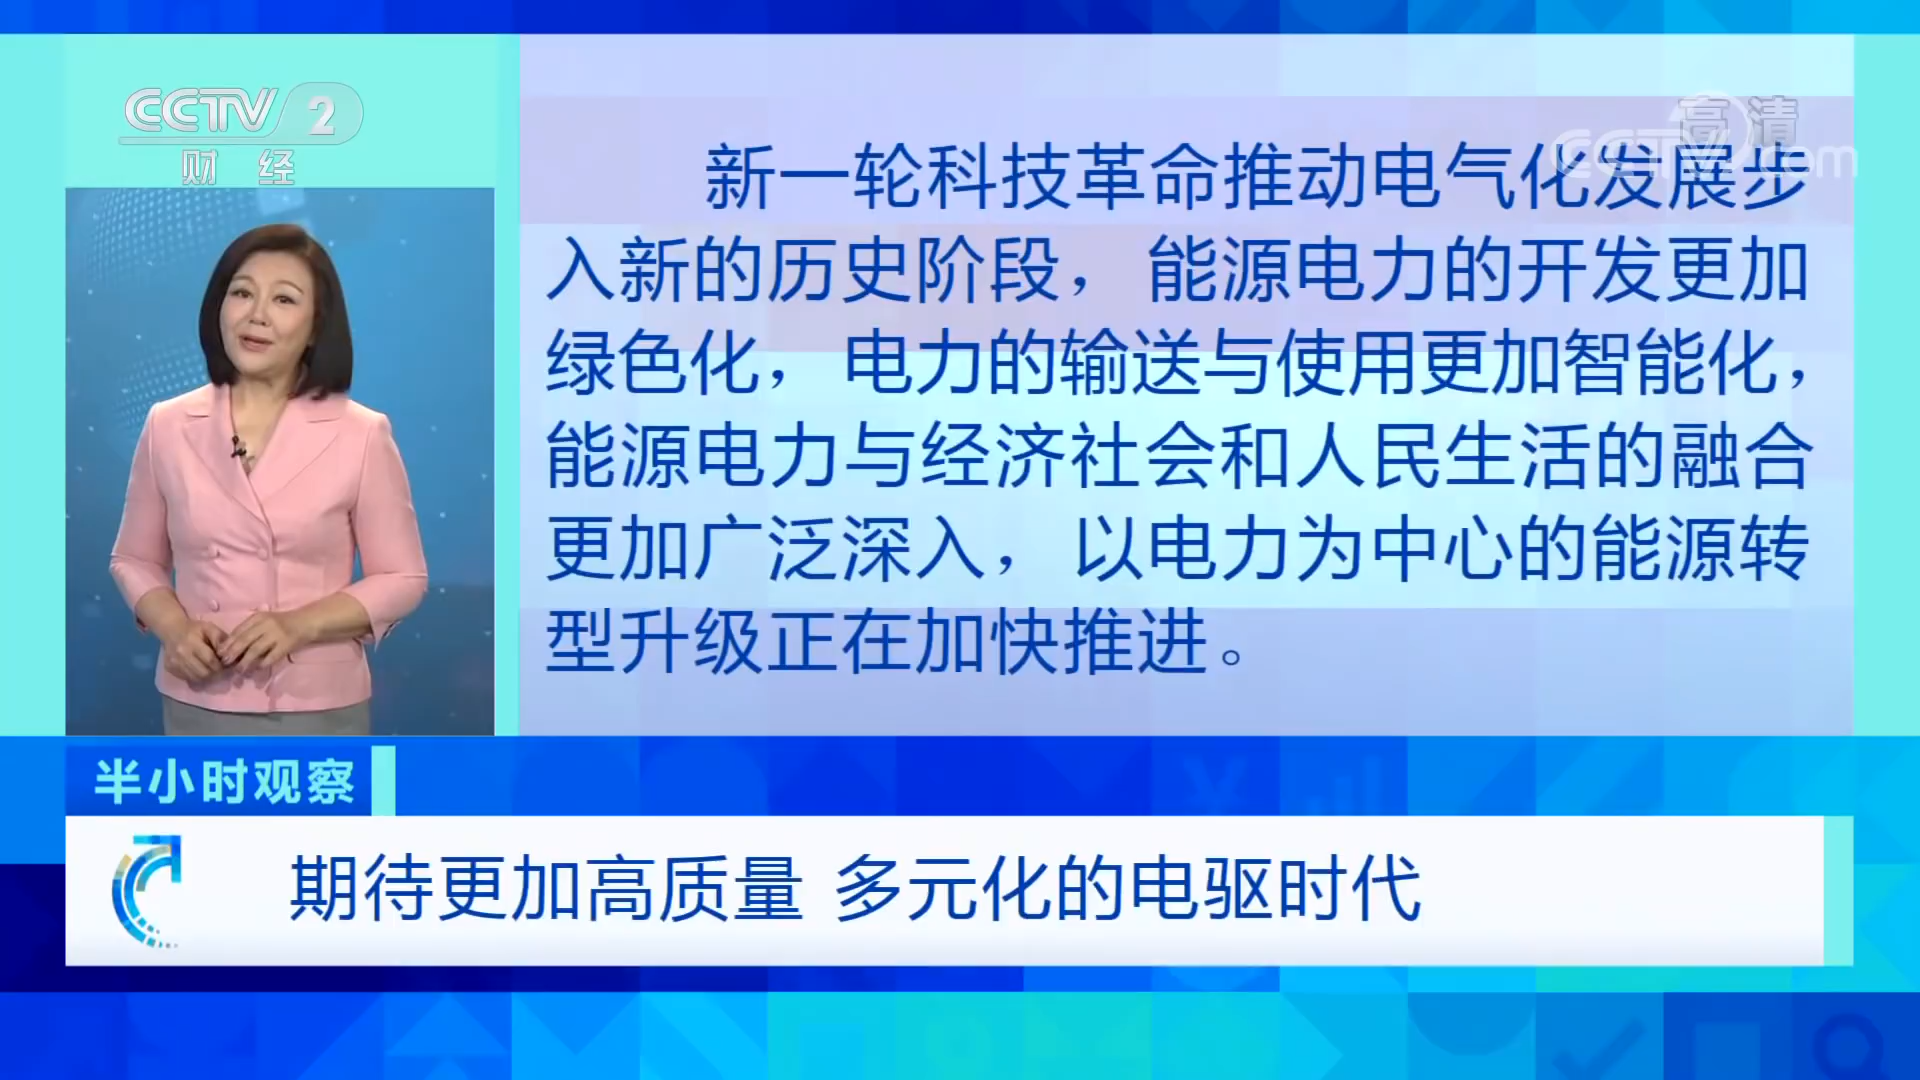 CCTV 2
财 经
高清
CCTV.com
新一轮科技革命推动电气化发展步
入新的历史阶段，能源电力的开发更加
绿色化，电力的输送与使用更加智能化，
能源电力与经济社会和人民生活的融合
更加广泛深入，以电力为中心的能源转
型升级正在加快推进。
半小时观察
期待更加高质量 多元化的电驱时代